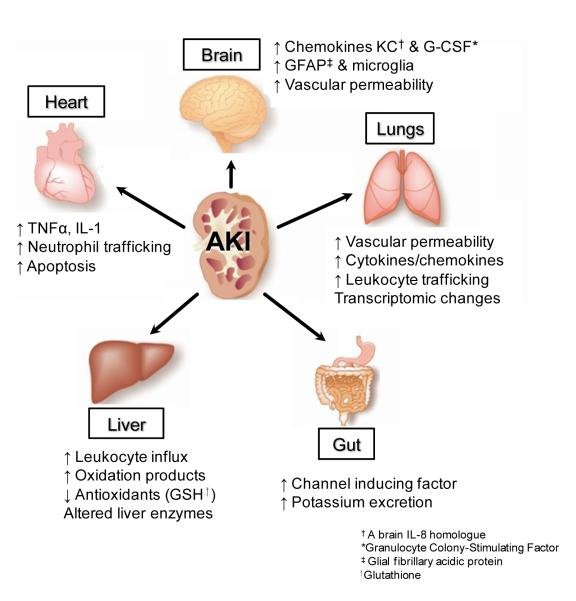 Brain
↑ Chemokines KC† & G-CSF*
↑ GFAP‡ & microglia
↑ Vascular permeability
Heart
↑ TNFα, IL-1
↑ Neutrophil trafficking
↑ Apoptosis
Lungs
↑ Vascular permeability
↑ Cytokines/chemokines
↑ Leukocyte trafficking
Transcriptomic changes
AKI
Liver
↑ Leukocyte influx
↑ Oxidation products
↓ Antioxidants (GSH†)
Altered liver enzymes
Gut
↑ Channel inducing factor
↑ Potassium excretion
† A brain IL-8 homologue
*Granulocyte Colony-Stimulating Factor
‡ Glial fibrillary acidic protein
†Glutathione